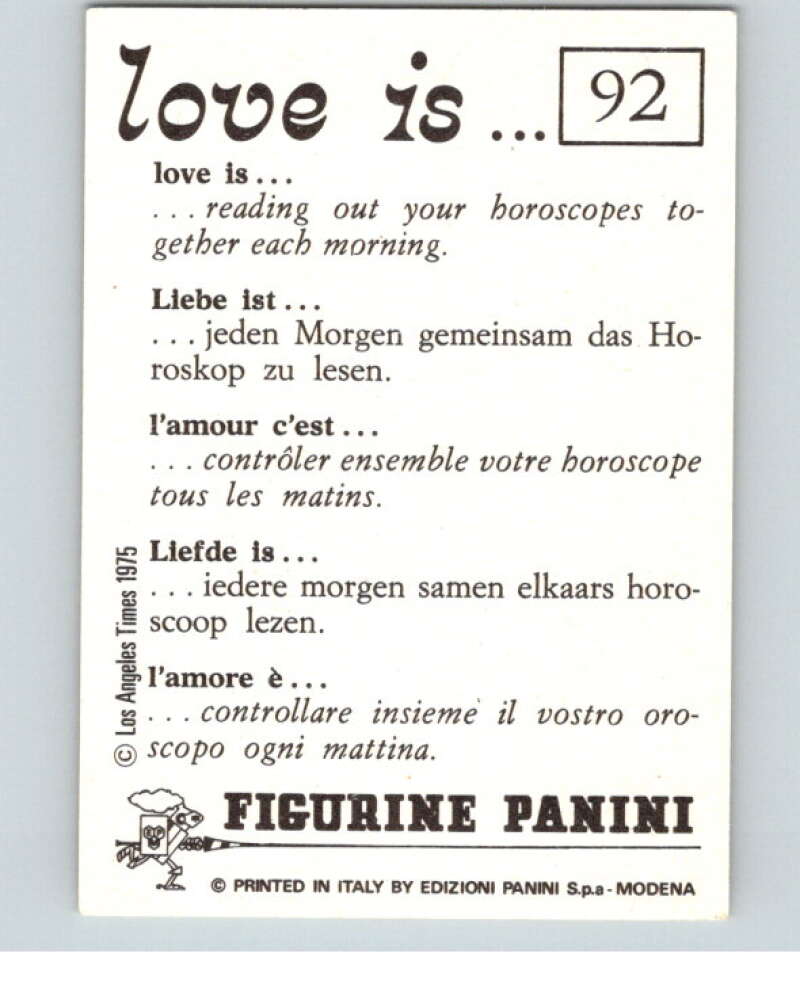 love is ... 92
love is...
...reading out your horoscopes to-
gether each morning.
Liebe ist...
...jeden Morgen gemeinsam das Ho-
roskop zu lesen.
l'amour c'est...
...contrôler ensemble votre horoscope
tous les matins.
Liefde is...
...iedere morgen samen elkaars horo-
scoop lezen.
l'amore è...
...controllare insieme il vostro oro-
scopo ogni mattina.
© Los Angeles Times 1975
FIGURINE PANINI
© PRINTED IN ITALY BY EDIZIONI PANINI S.p.a - MODENA